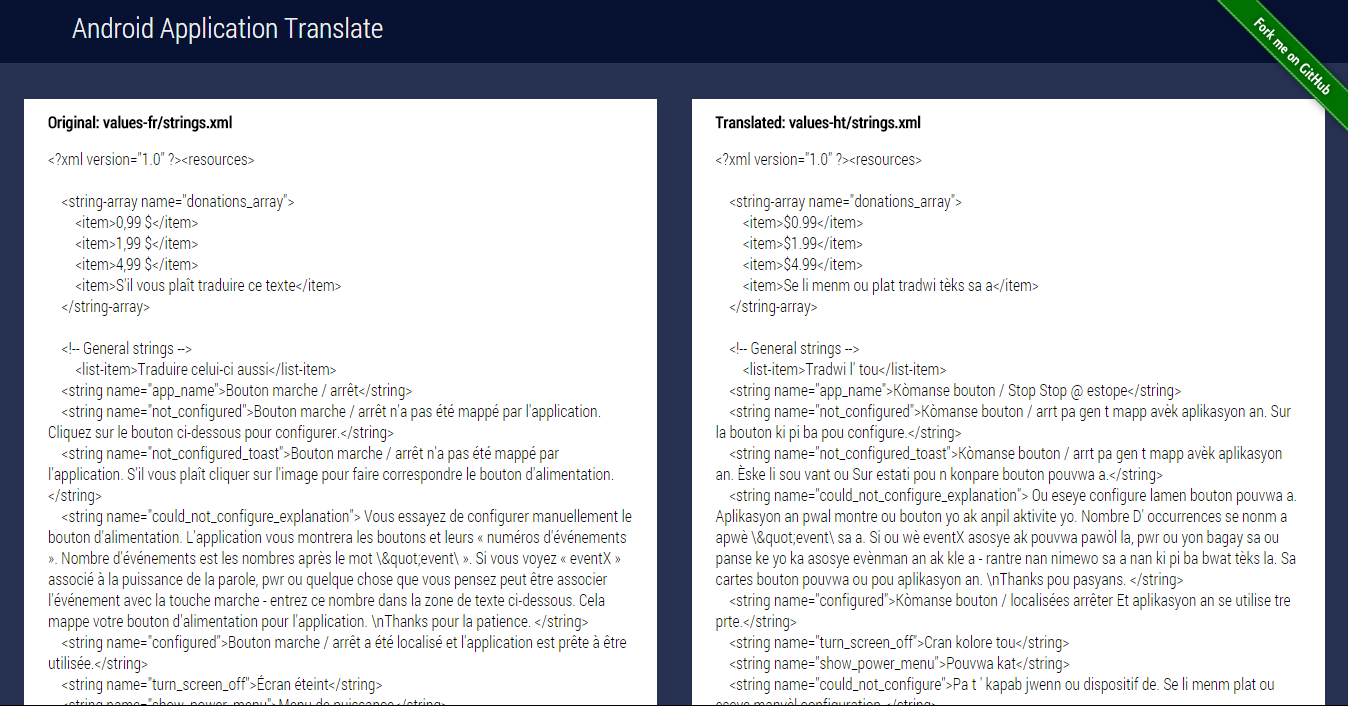 Android Application Translate
Fork me on GitHub
Original: values-fr/strings.xml
<?xml version="1.0" ?><resources>
<string-array name="donations_array">
<item>0,99 $</item>
<item>1,99 $</item>
<item>4,99 $</item>
<item>S'il vous plaît traduire ce texte</item>
</string-array>
<!-- General strings -->
<list-item>Traduire celui-ci aussi</list-item>
<string name="app_name">Bouton marche / arrêt</string>
<string name="not_configured">Bouton marche / arrêt n'a pas été mappé par l'application.
Cliquez sur le bouton ci-dessous pour configurer.</string>
<string name="not_configured_toast">Bouton marche / arrêt n'a pas été mappé par
l'application. S'il vous plaît cliquer sur l'image pour faire correspondre le bouton d'alimentation.
</string>
<string name="could_not_configure_explanation"> Vous essayez de configurer manuellement le
bouton d'alimentation. L'application vous montrera les boutons et leurs « numéros d'événements
». Nombre d'événements est les nombres après le mot \&quot;event\ ». Si vous voyez « eventX »
associé à la puissance de la parole, pwr ou quelque chose que vous pensez peut être associer
l'événement avec la touche marche - entrez ce nombre dans la zone de texte ci-dessous. Cela
mappe votre bouton d'alimentation pour l'application. \nThanks pour la patience. </string>
<string name="configured">Bouton marche / arrêt a été localisé et l'application est prête à être
utilisée.</string>
<string name="turn_screen_off">Écran éteint</string>
<string name="show_power_menu">Menu de puissance</string>
Translated: values-ht/strings.xml
<?xml version="1.0" ?><resources>
<string-array name="donations_array">
<item>$0.99</item>
<item>$1.99</item>
<item>$4.99</item>
<item>Se li menm ou plat tradwi tèks sa a</item>
</string-array>
<!-- General strings -->
<list-item>Tradwi l' tou</list-item>
<string name="app_name">Kòmanse bouton / Stop Stop @ estope</string>
<string name="not_configured">Kòmanse bouton / arrt pa gen t mapp avèk aplikasyon an. Sur
la bouton ki pi ba pou configure.</string>
<string name="not_configured_toast">Kòmanse bouton / arrt pa gen t mapp avèk aplikasyon
an. Èske li sou vant ou Sur estati pou n konpare bouton pouvwa a.</string>
<string name="could_not_configure_explanation"> Ou eseye configure lamen bouton pouvwa a.
Aplikasyon an pwal montre ou bouton yo ak anpil aktivite yo. Nombre D' occurrences se nonm a
apwè \&quot;event\ sa a. Si ou wè eventX asosye ak pouvwa pawòl la, pwr ou yon bagay sa ou
panse ke yo ka asosye evènman an ak kle a - rantre nan nimewo sa a nan ki pi ba bwat tèks la. Sa
cartes bouton pouvwa ou pou aplikasyon an. \nThanks pou pasyans. </string>
<string name="configured">Kòmanse bouton / localisées arrêter Et aplikasyon an se utilise tre
prte.</string>
<string name="turn_screen_off">Cran kolore tou</string>
<string name="show_power_menu">Pouvwa kat</string>
<string name="could_not_configure">Pa t ' kapab jwenn ou dispositif de. Se li menm plat ou
eseye manyèl configuration.</string>